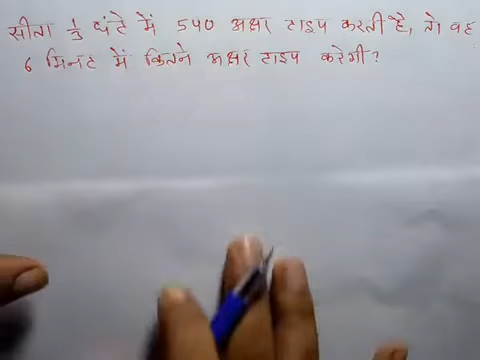 सीता 1/3 घंटे में 540 अक्षर टाइप करती है, तो वह
6 मिनट में कितने अक्षर टाइप करेगी?